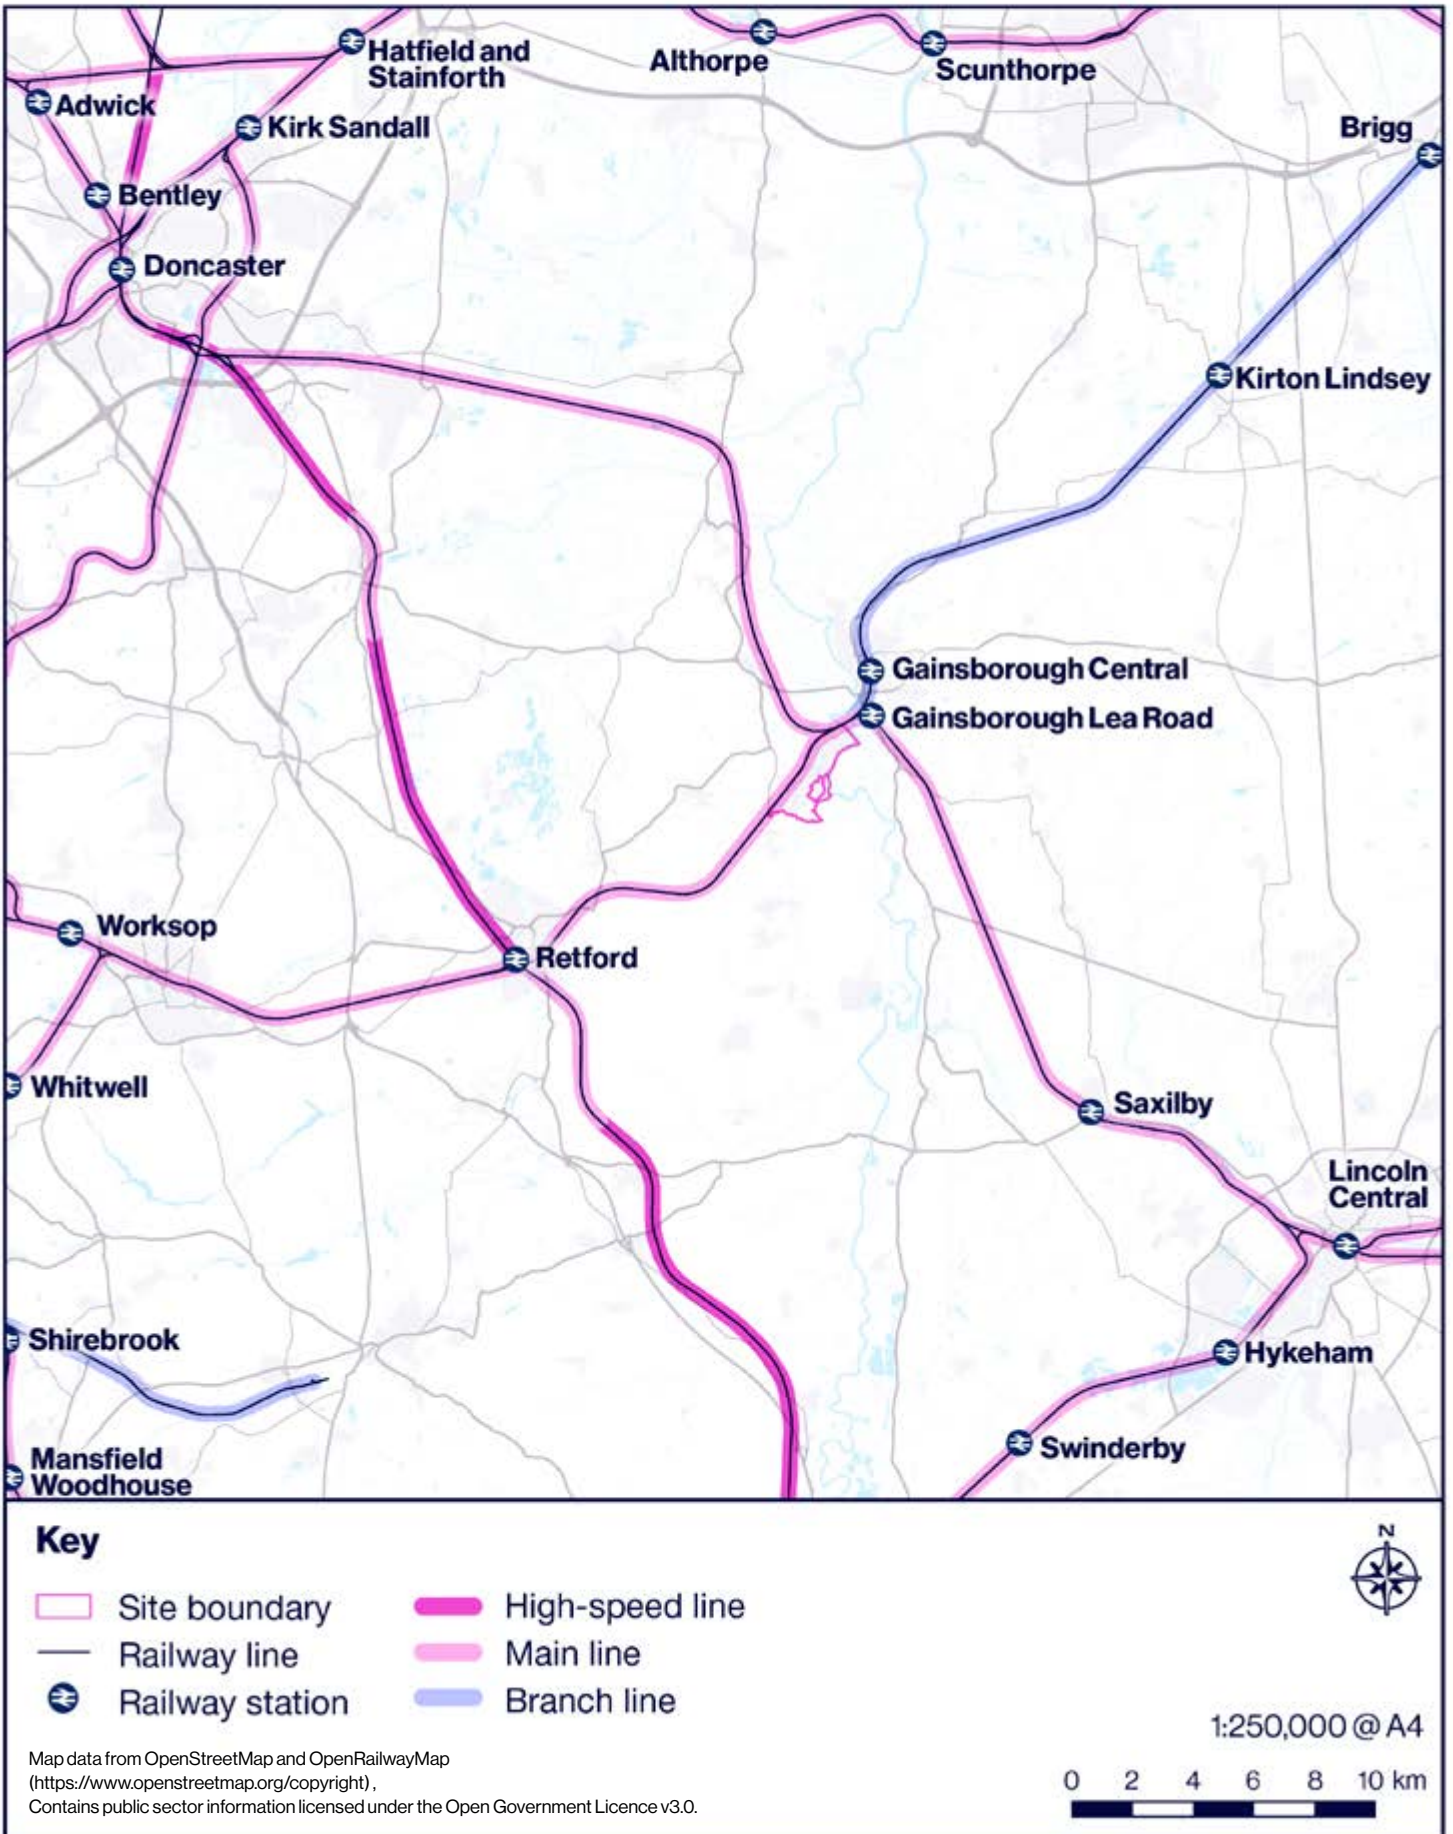 Hatfield and
Stainforth
Althorpe
Scunthorpe
Adwick
Kirk Sandall
Brigg
Bentley
Doncaster
Kirton Lindsey
Gainsborough Central
Gainsborough Lea Road
Worksop
Retford
Whitwell
Saxilby
Lincoln
Central
Shirebrook
Hykeham
Swinderby
Mansfield
Woodhouse
Key
N
Site boundary
High-speed line
Railway line
Main line
Railway station
Branch line
1:250,000 @ A4
Map data from OpenStreetMap and OpenRailwayMap
(https://www.openstreetmap.org/copyright) ,
Contains public sector information licensed under the Open Government Licence v3.0.
0 2 4 6 8 10 km